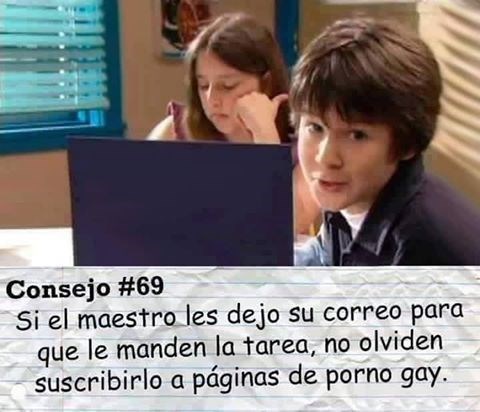 Consejo #69
Si el maestro les dejo su correo para
que le manden la tarea, no olviden
suscribirlo a páginas de porno gay.